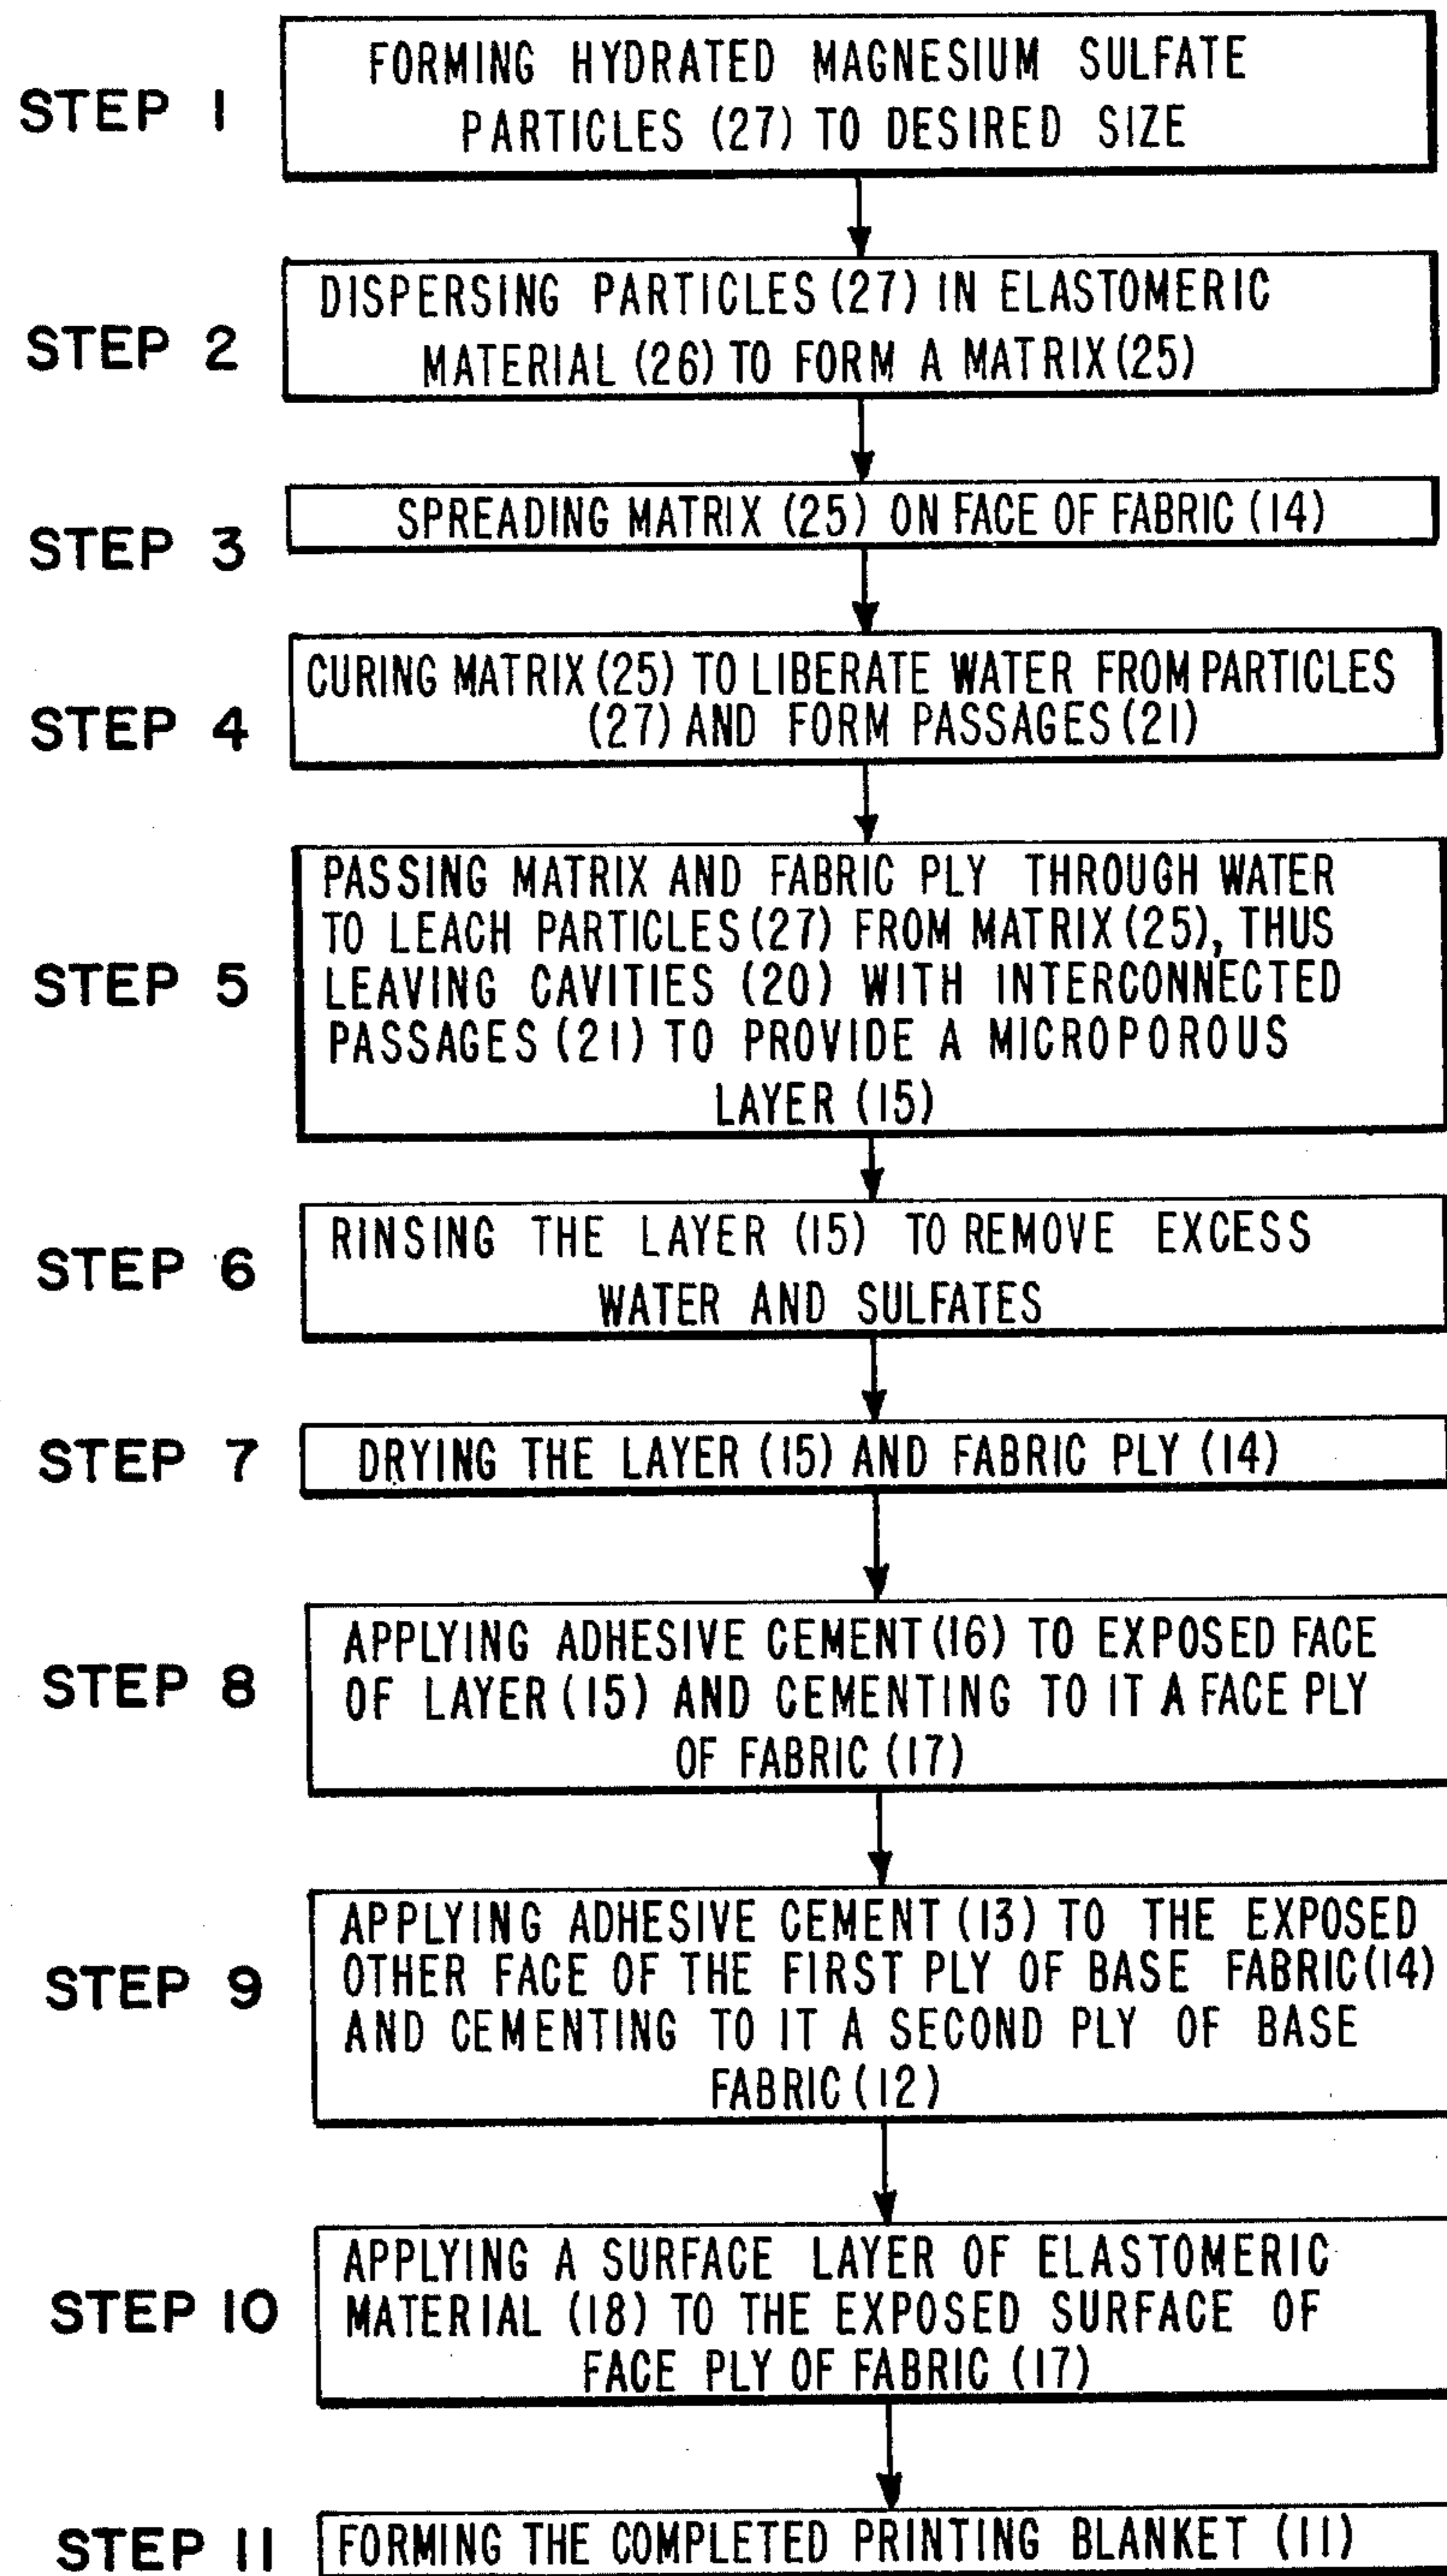 STEP 1
FORMING HYDRATED MAGNESIUM SULFATE
PARTICLES (27) TO DESIRED SIZE
STEP 2
DISPERSING PARTICLES (27) IN ELASTOMERIC
MATERIAL (26) TO FORM A MATRIX (25)
STEP 3
SPREADING MATRIX (25) ON FACE OF FABRIC (14)
STEP 4
CURING MATRIX (25) TO LIBERATE WATER FROM PARTICLES
(27) AND FORM PASSAGES (21)
STEP 5
PASSING MATRIX AND FABRIC PLY THROUGH WATER
TO LEACH PARTICLES (27) FROM MATRIX (25), THUS
LEAVING CAVITIES (20) WITH INTERCONNECTED
PASSAGES (21) TO PROVIDE A MICROPOROUS
LAYER (15)
STEP 6
RINSING THE LAYER (15) TO REMOVE EXCESS
WATER AND SULFATES
STEP 7
DRYING THE LAYER (15) AND FABRIC PLY (14)
STEP 8
APPLYING ADHESIVE CEMENT (16) TO EXPOSED FACE
OF LAYER (15) AND CEMENTING TO IT A FACE PLY
OF FABRIC (17)
STEP 9
APPLYING ADHESIVE CEMENT (13) TO THE EXPOSED
OTHER FACE OF THE FIRST PLY OF BASE FABRIC (14)
AND CEMENTING TO IT A SECOND PLY OF BASE
FABRIC (12)
STEP 10
APPLYING A SURFACE LAYER OF ELASTOMERIC
MATERIAL (18) TO THE EXPOSED SURFACE OF
FACE PLY OF FABRIC (17)
STEP 11
FORMING THE COMPLETED PRINTING BLANKET (11)